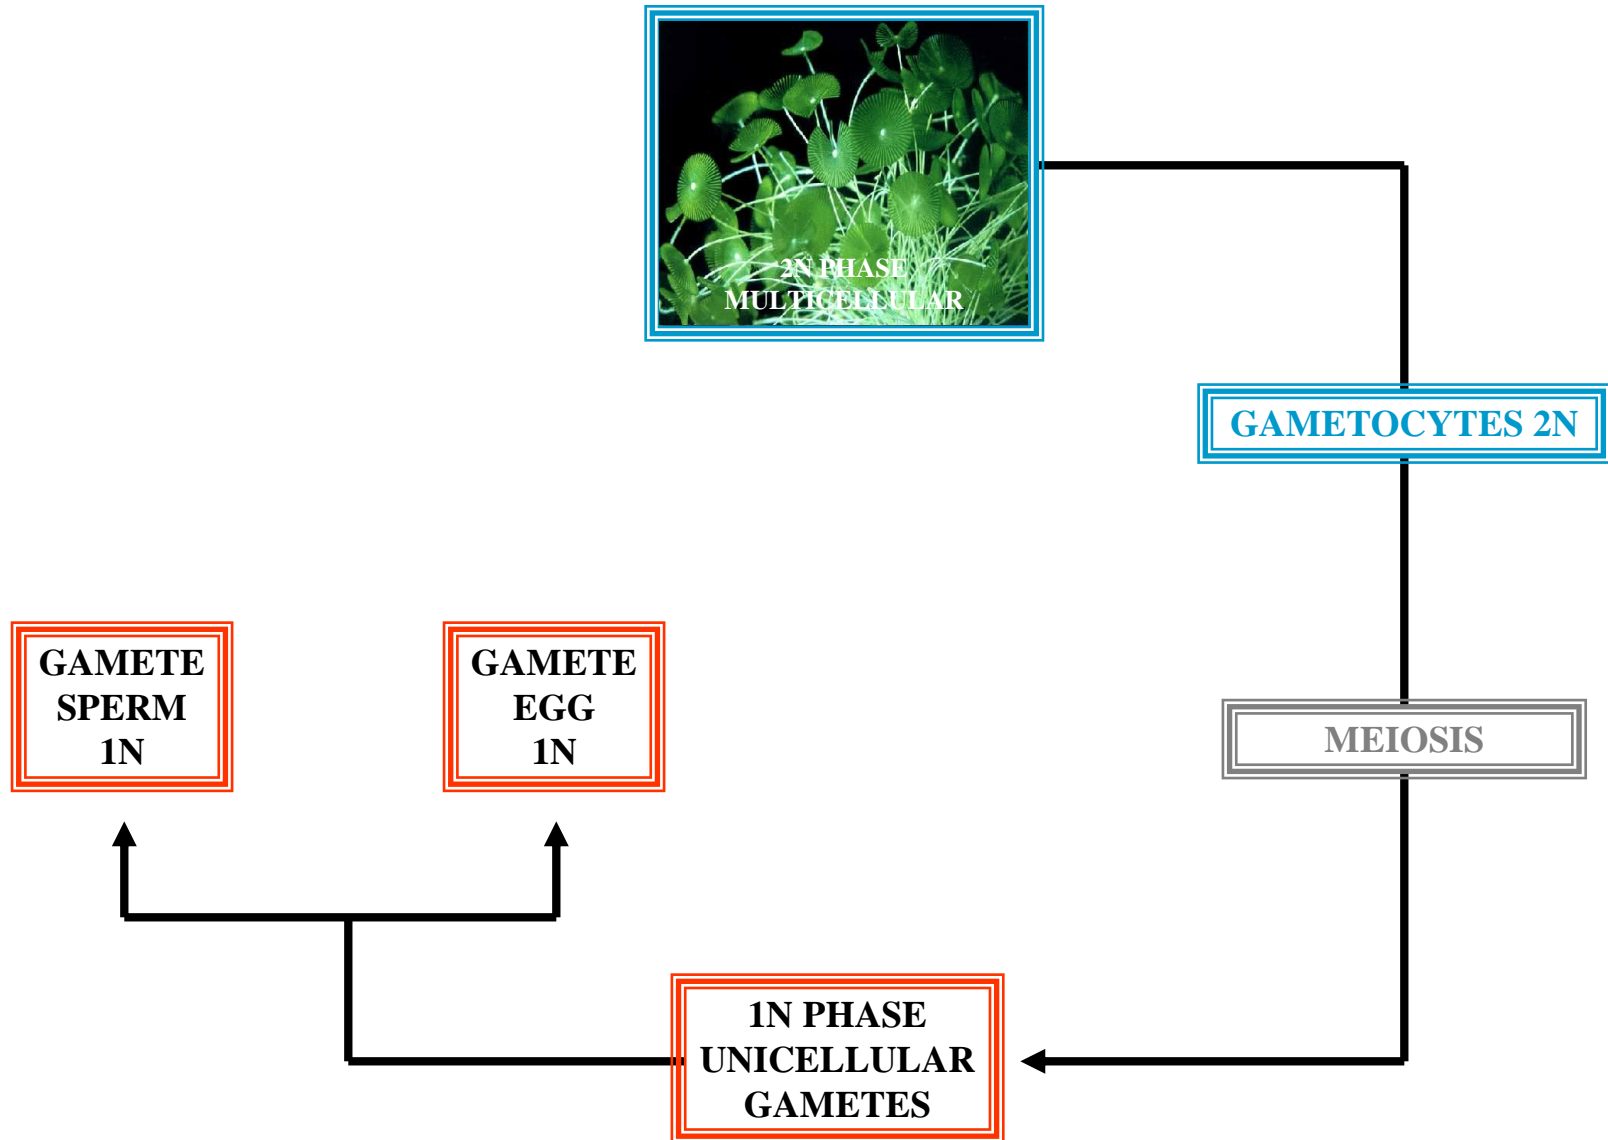 2N PHASE
MULTICELLULAR
GAMETOCYTES 2N
GAMETE
SPERM
1N
GAMETE
EGG
1N
MEIOSIS
1N PHASE
UNICELLULAR
GAMETES